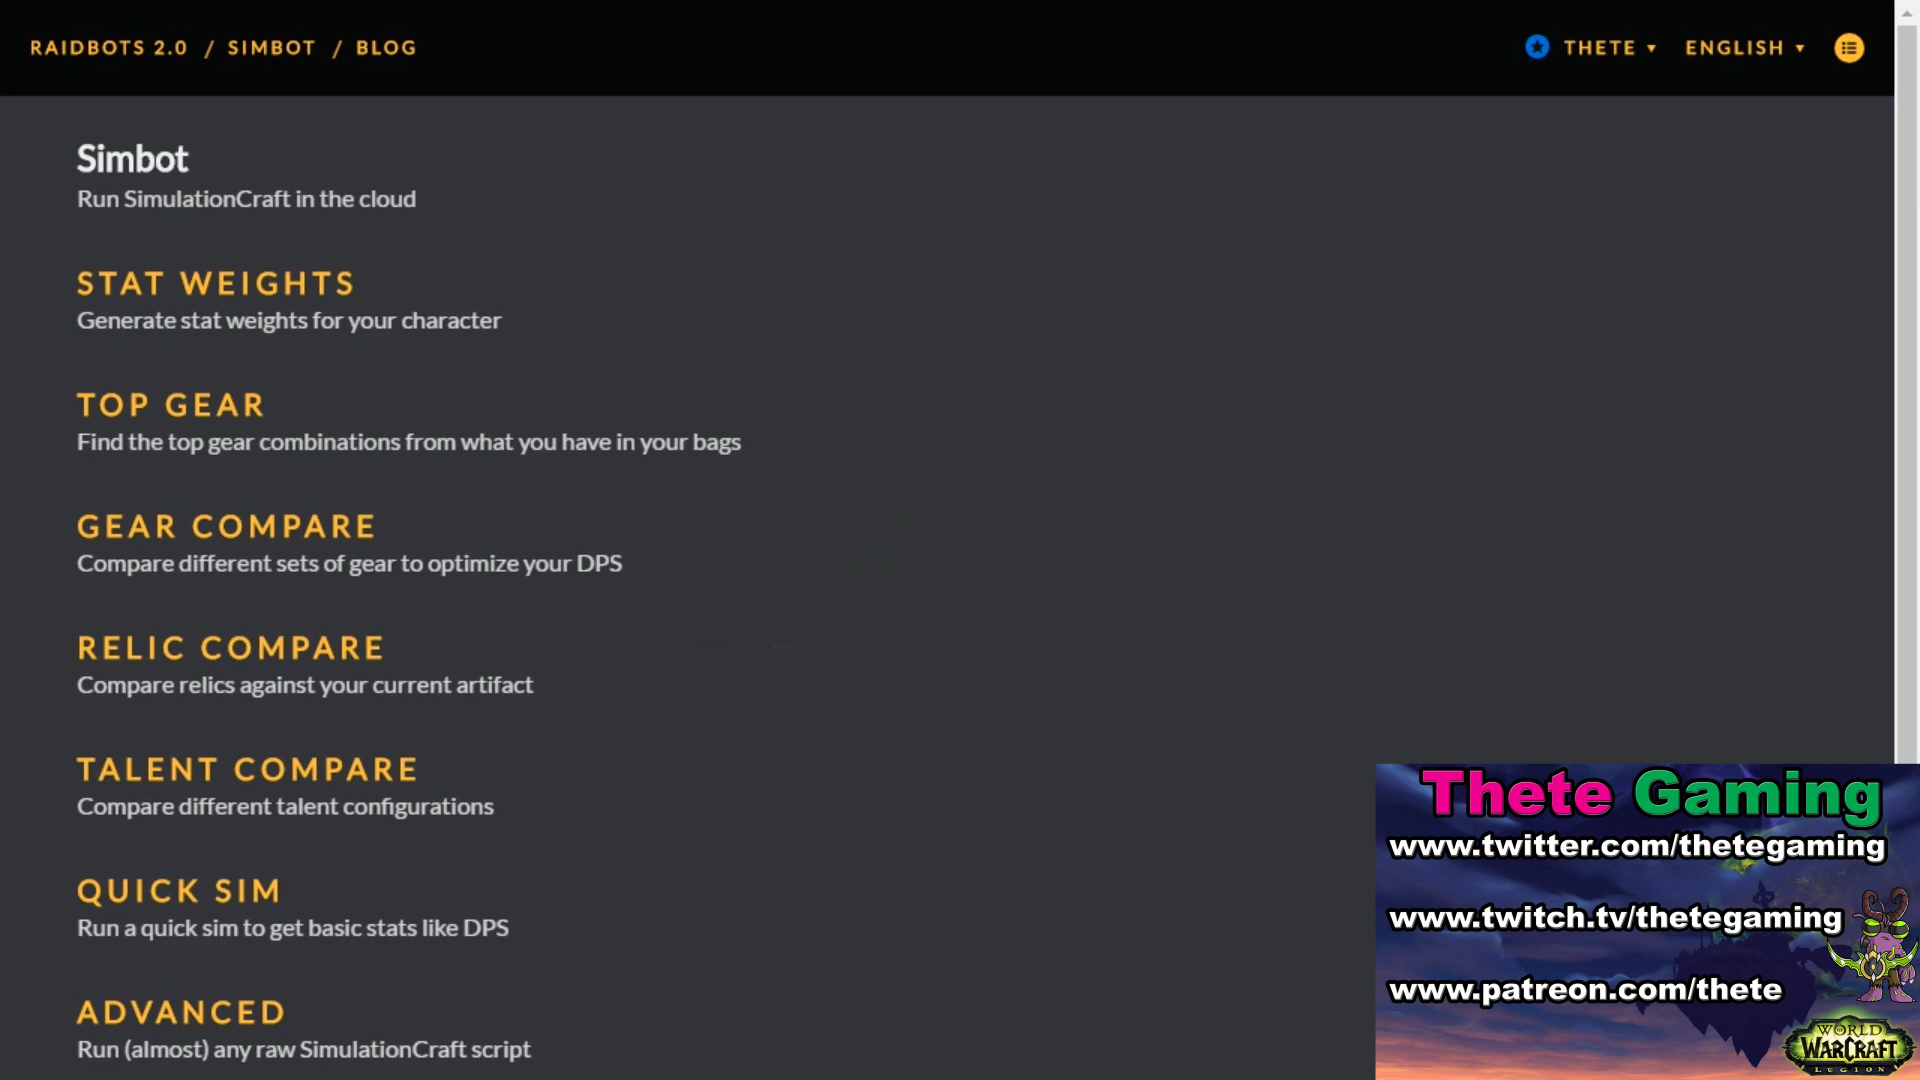 RAIDBOTS 2.0 / SIMBOT / BLOG
THETE ▼ ENGLISH ▼
Simbot
Run SimulationCraft in the cloud
STAT WEIGHTS
Generate stat weights for your character
TOP GEAR
Find the top gear combinations from what you have in your bags
GEAR COMPARE
Compare different sets of gear to optimize your DPS
RELIC COMPARE
Compare relics against your current artifact
TALENT COMPARE
Compare different talent configurations
QUICK SIM
Run a quick sim to get basic stats like DPS
ADVANCED
Run (almost) any raw SimulationCraft script
Thete Gaming
www.twitter.com/thetegaming
www.twitch.tv/thetegaming
www.patreon.com/thete
WORLD
OF
WARCRAFT
LEGION